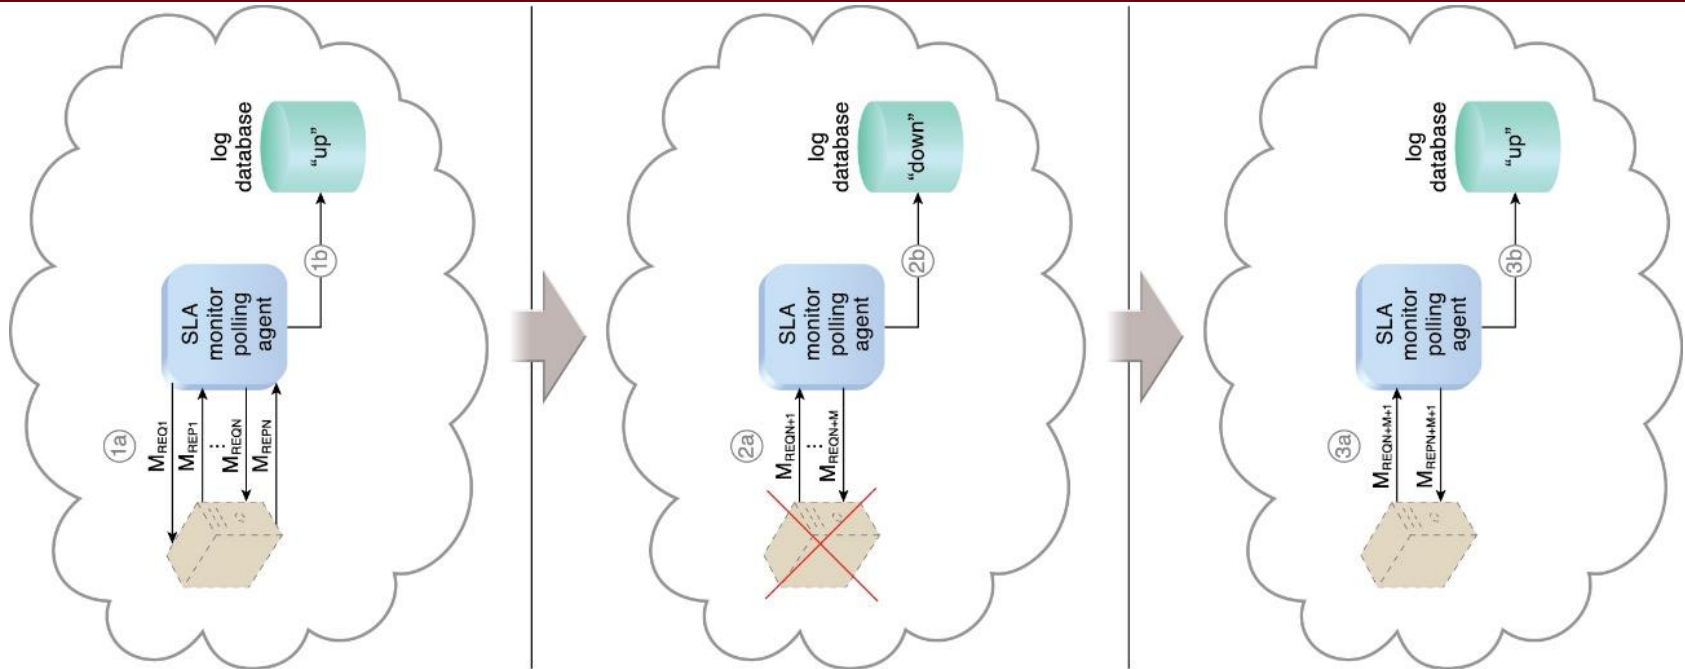 1a
MREQ1
MREP1
...
MREQN
MREPN
SLA
monitor
polling
agent
1b
log
database
"up"
2a
MREQN+1
...
MREQN+M
SLA
monitor
polling
agent
2b
log
database
"down"
3a
MREQN+M+1
MREPN+M+1
SLA
monitor
polling
agent
3b
log
database
"up"